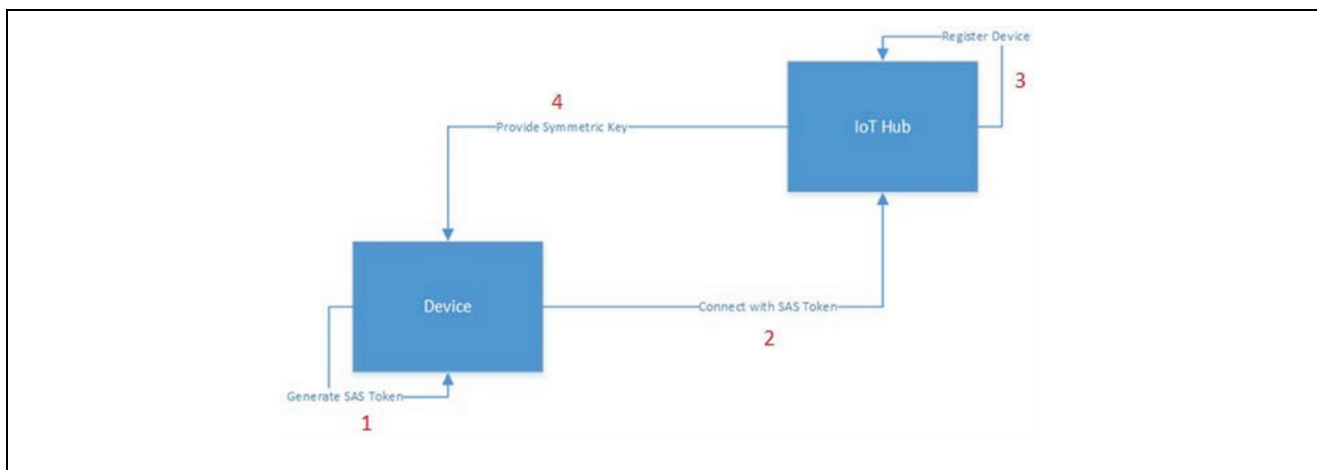 Register Device
3
4
Provide Symmetric Key
IoT Hub
Device
Connect with SAS Token
2
Generate SAS Token
1